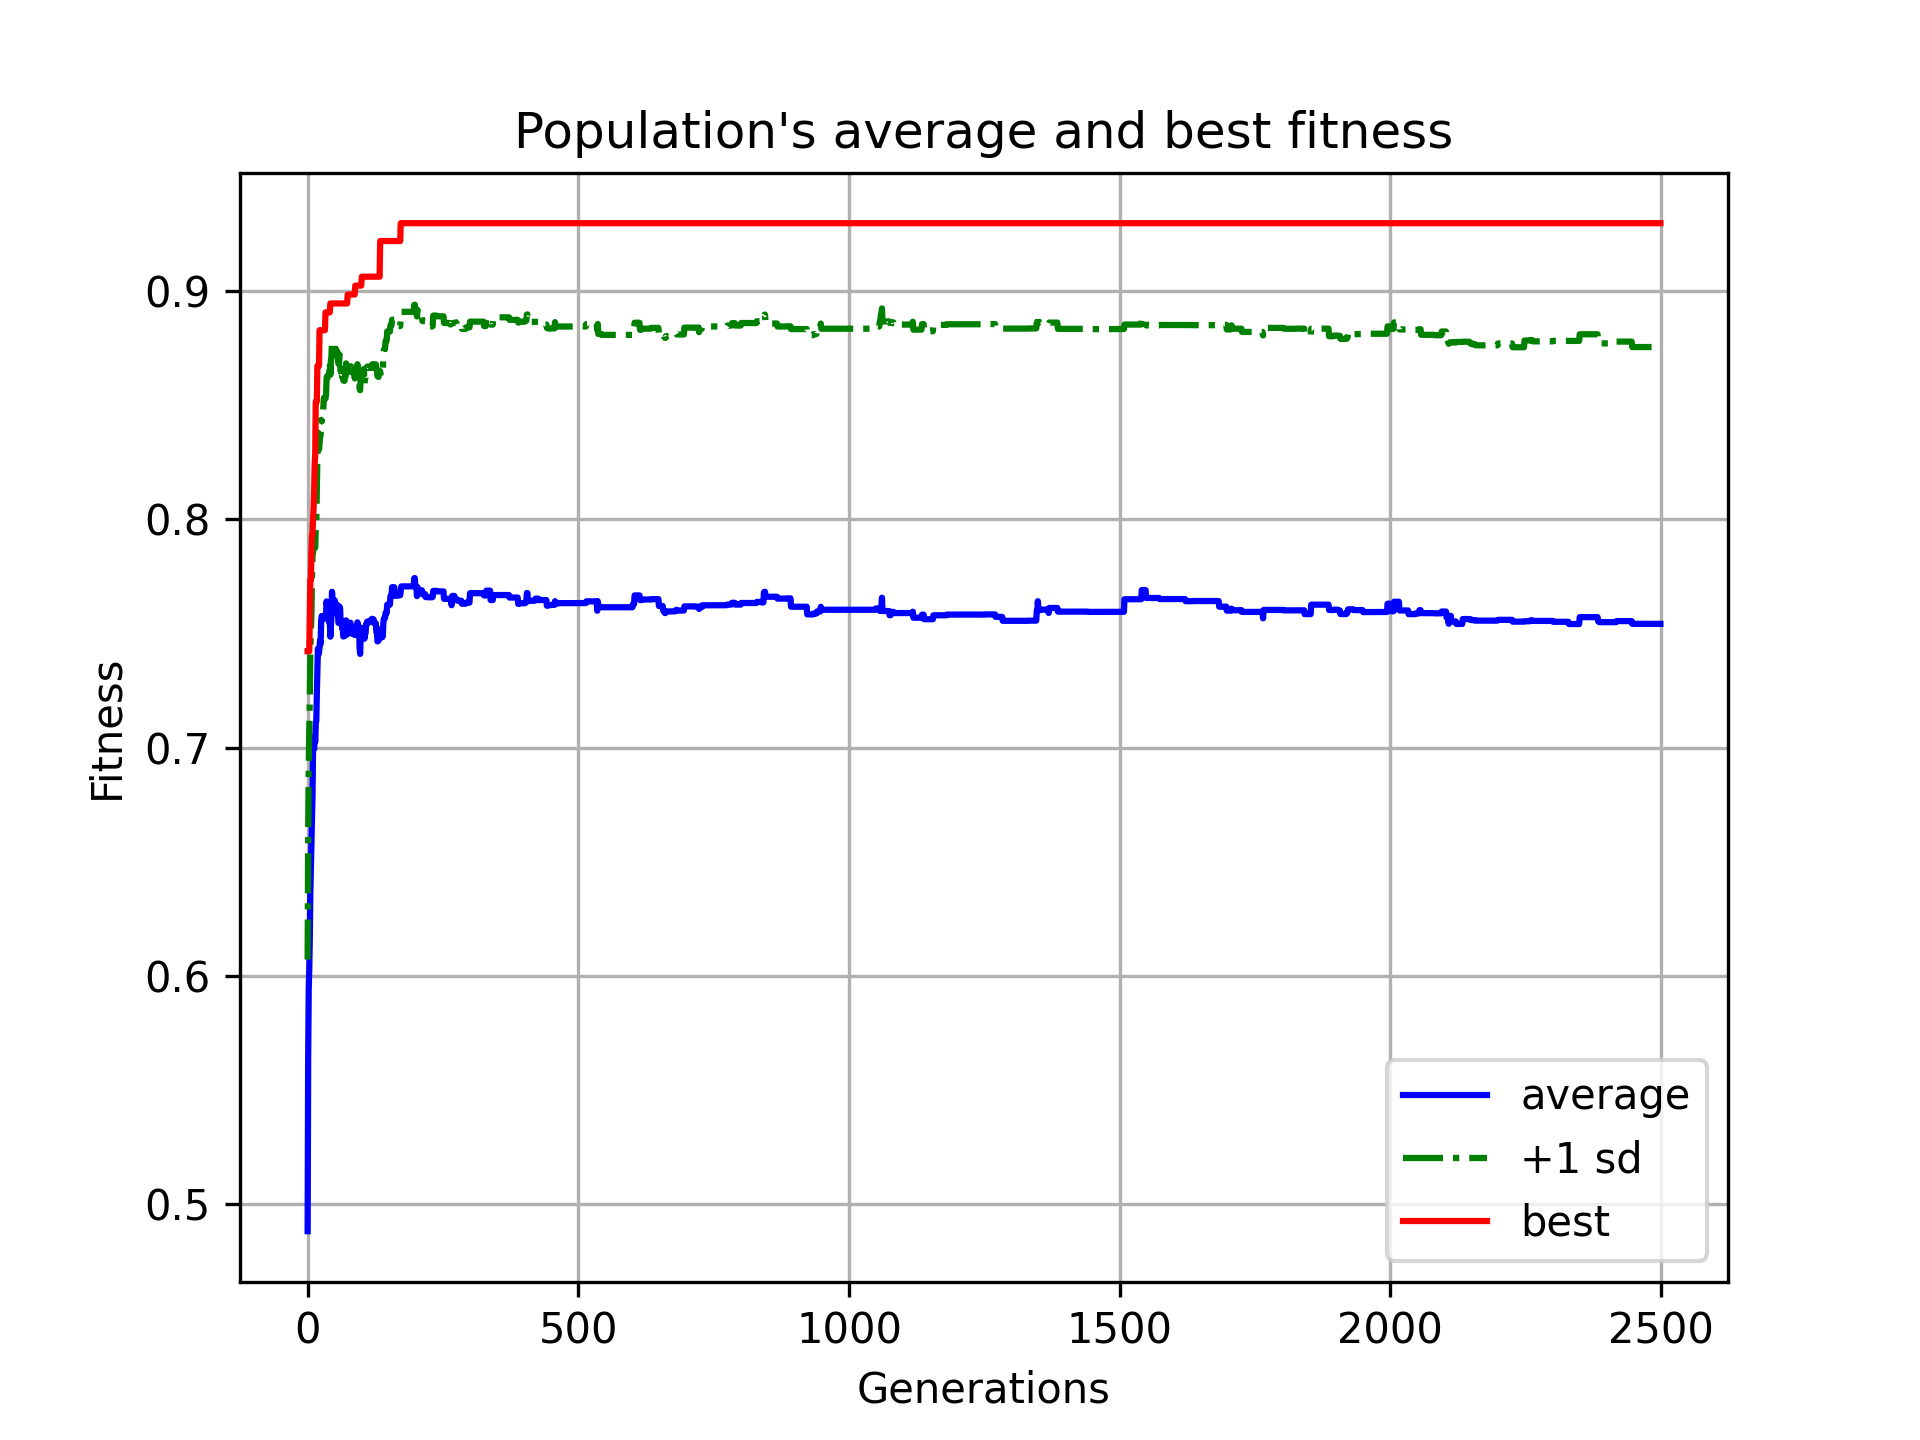 Population's average and best fitness
Fitness
0.9
0.8
0.7
0.6
0.5
0
500
1000
1500
2000
2500
Generations
average
+1 sd
best